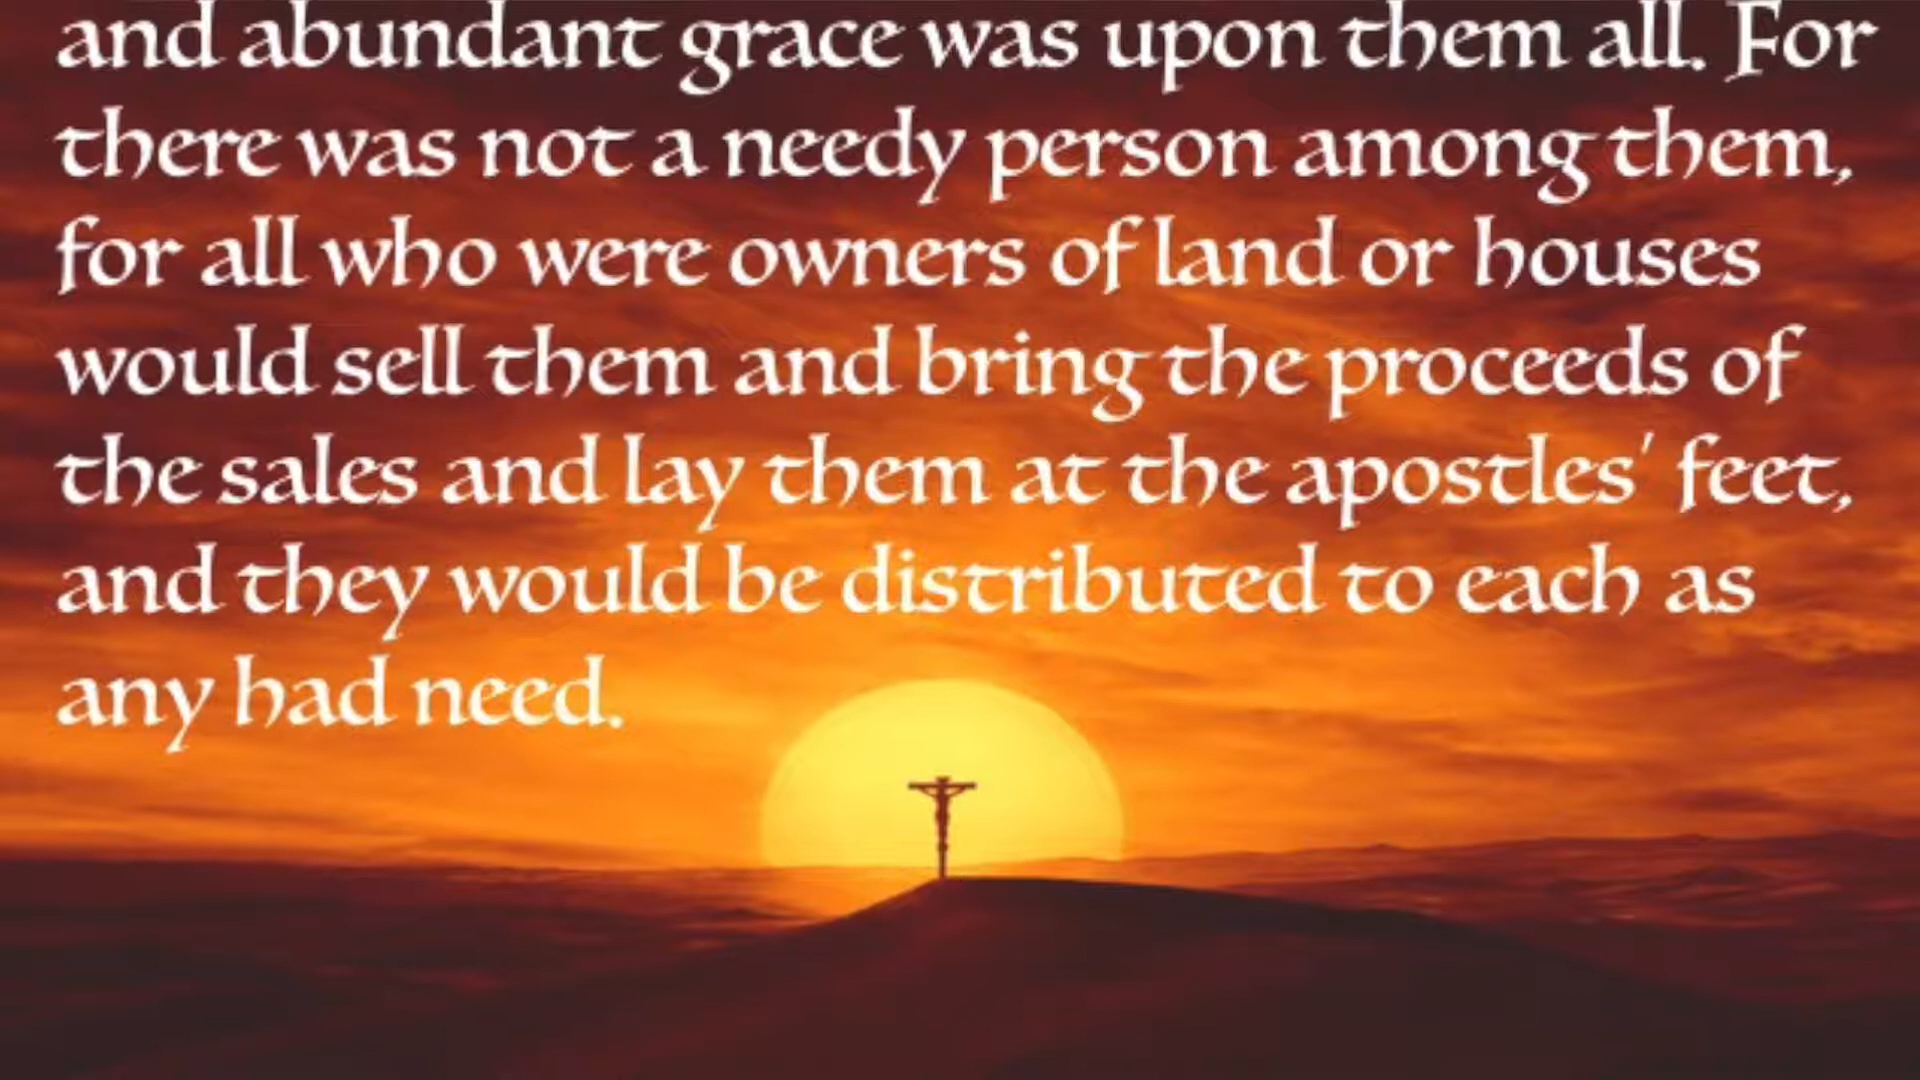 and abundant grace was upon them all. For
there was not a needy person among them,
for all who were owners of land or houses
would sell them and bring the proceeds of
the sales and lay them at the apostles' feet,
and they would be distributed to each as
any had need.